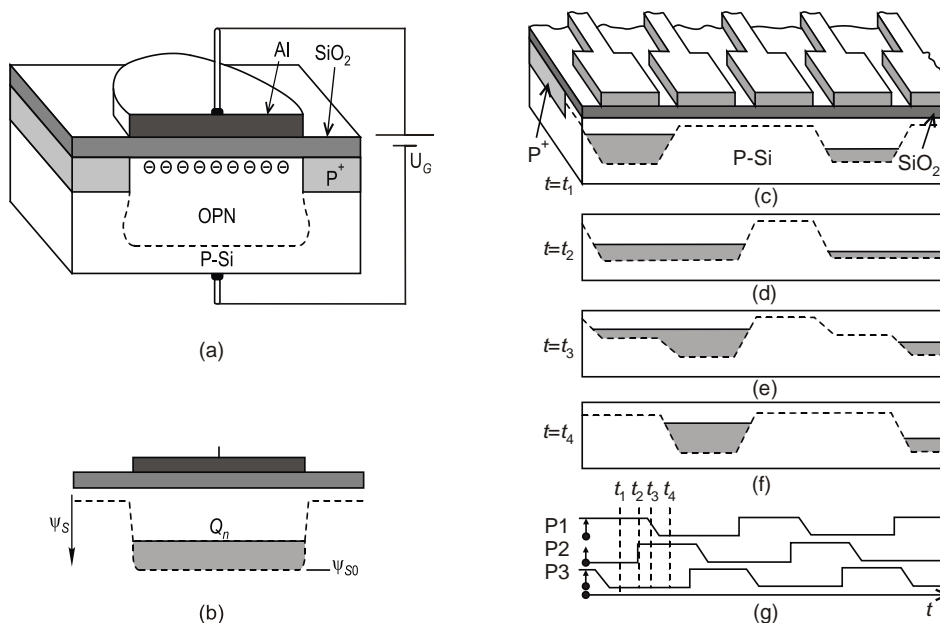 Al
SiO2
UG
P+
OPN
P-Si
(a)
ΨS
Qn
ΨS0
(b)
P+
P-Si
SiO2
t=t1
(c)
t=t2
(d)
t=t3
(e)
t=t4
(f)
t1 t2 t3 t4
P1
P2
P3
t
(g)